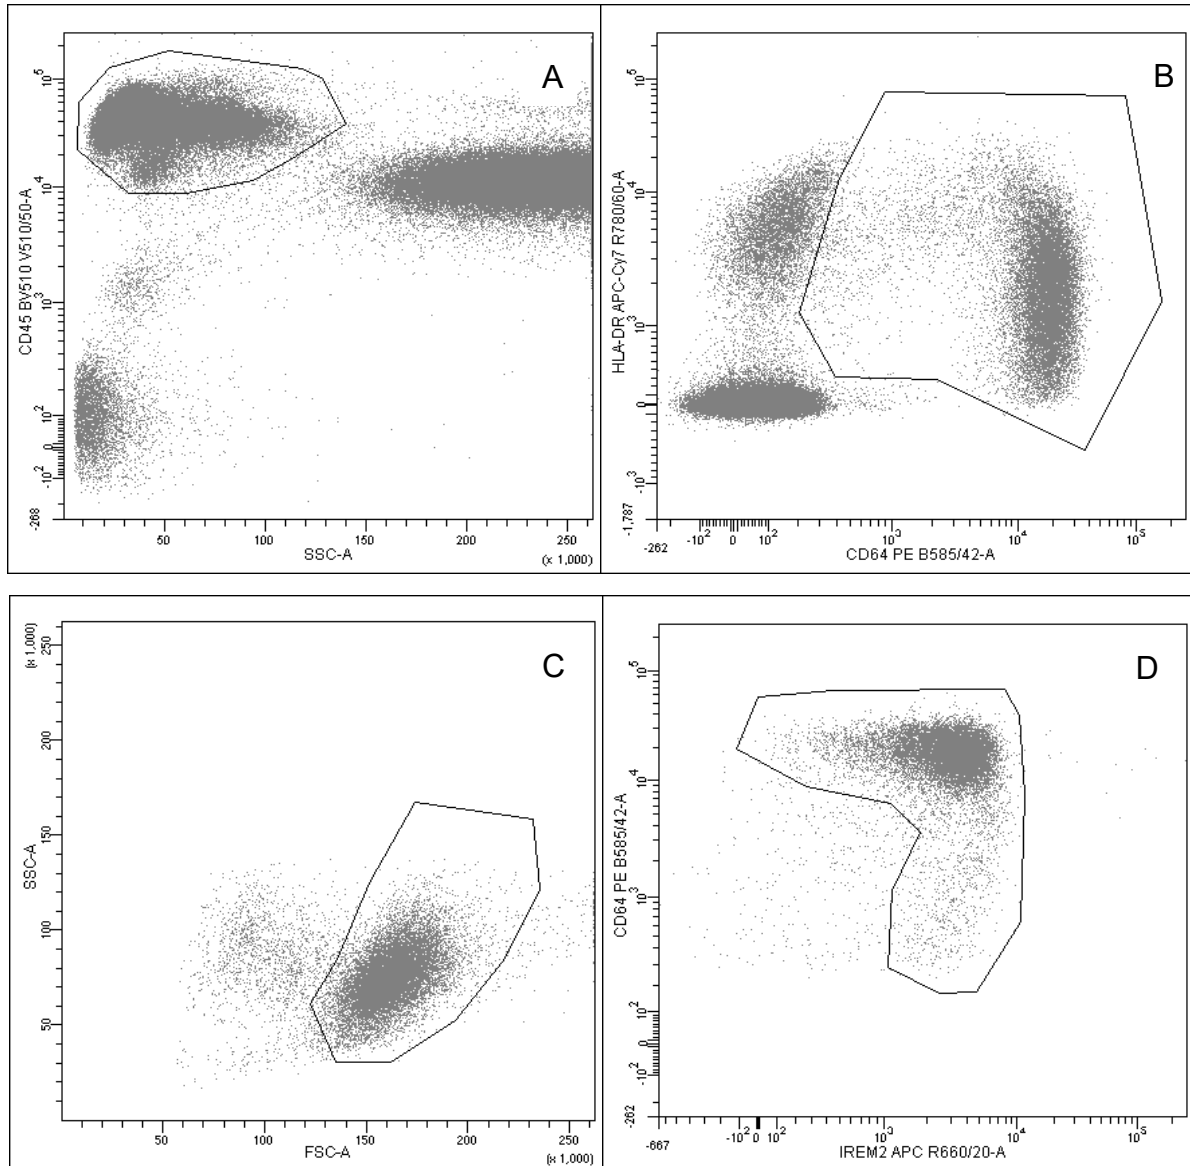 A
10^5
10^4
10^3
10^2
0
-10^2
-268
CD45 BV510 V510/50-A
50 100 150 200 250
SSC-A
(x 1,000)
B
10^5
10^4
10^3
0
-10^3
-1,787
HLA-DR APC-Cy7 R780/60-A
-262 -10^2 0 10^2 10^3 10^4 10^5
CD64 PE B585/42-A
C
(x 1,000)
250
200
150
100
50
SSC-A
50 100 150 200 250
FSC-A
(x 1,000)
D
10^5
10^4
10^3
10^2
0
-10^2
-262
CD64 PE B585/42-A
-667 -10^2 0 10^2 10^3 10^4 10^5
IREM2 APC R660/20-A